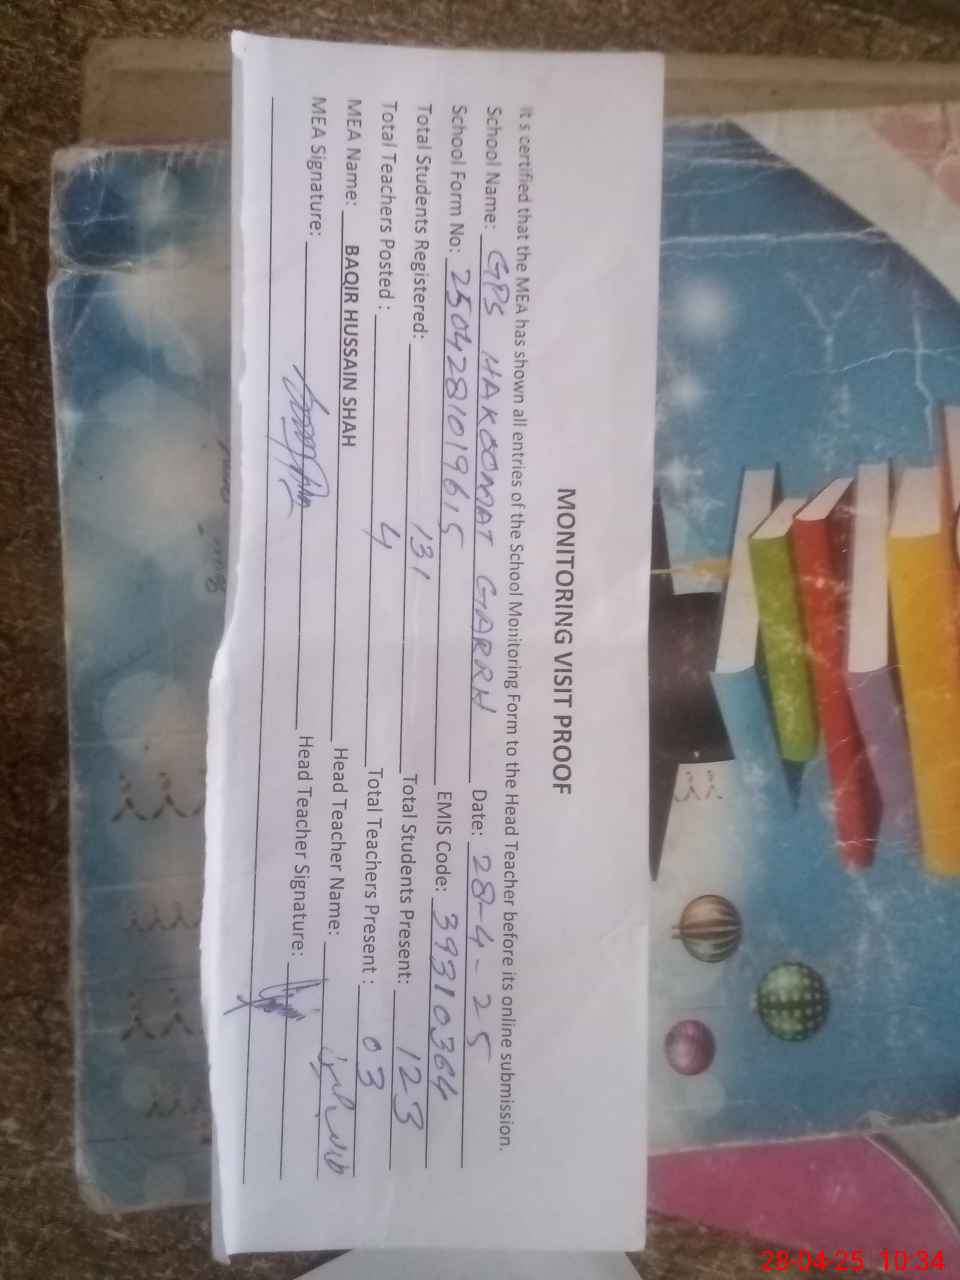 MONITORING VISIT PROOF
It s certified that the MEA has shown all entries of the School Monitoring Form to the Head Teacher before its online submission.
School Name: GPS HAKOOMAT GARRH Date: 28-4-25
School Form No: 2504281019615 EMIS Code: 39310364
Total Students Registered: 131 Total Students Present: 123
Total Teachers Posted : 4 Total Teachers Present : 03
MEA Name: BAQIR HUSSAIN SHAH Head Teacher Name:
MEA Signature: Head Teacher Signature:
28-04-25 10:34